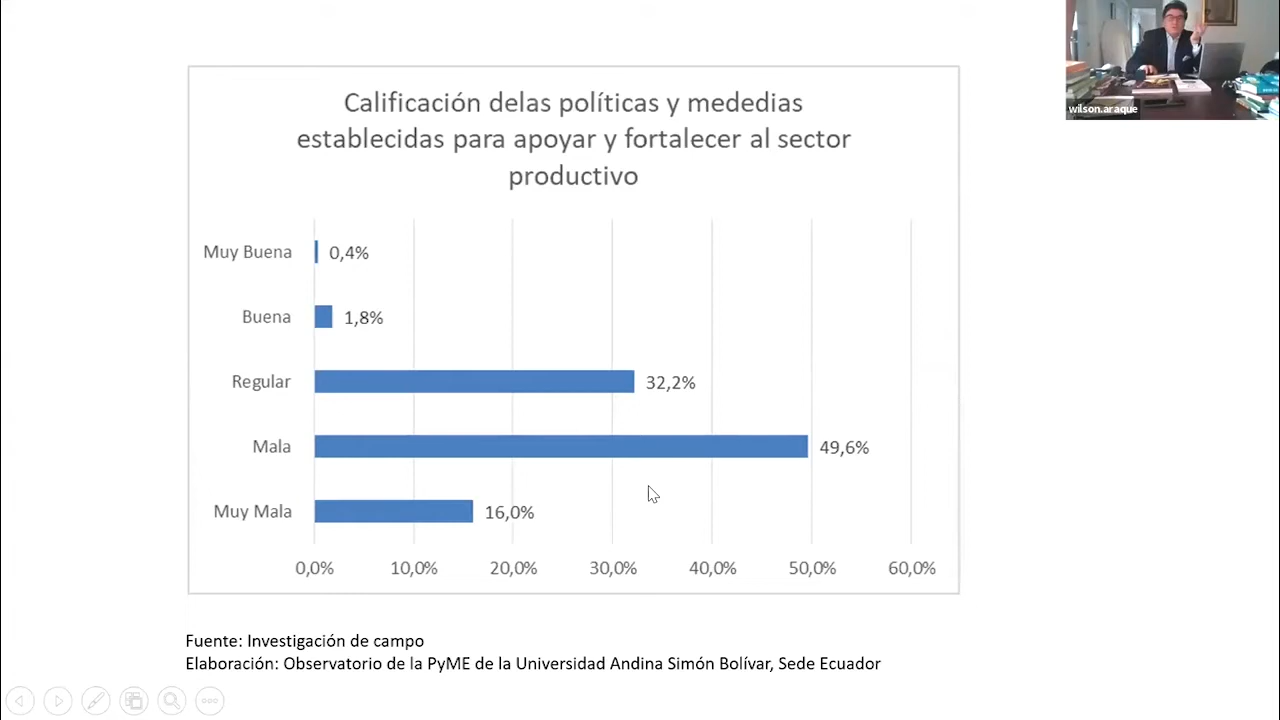 wilson.araque
Calificación delas políticas y mededias
establecidas para apoyar y fortalecer al sector
productivo
Muy Buena 0,4%
Buena 1,8%
Regular 32,2%
Mala 49,6%
Muy Mala 16,0%
0,0% 10,0% 20,0% 30,0% 40,0% 50,0% 60,0%
Fuente: Investigación de campo
Elaboración: Observatorio de la PyME de la Universidad Andina Simón Bolívar, Sede Ecuador